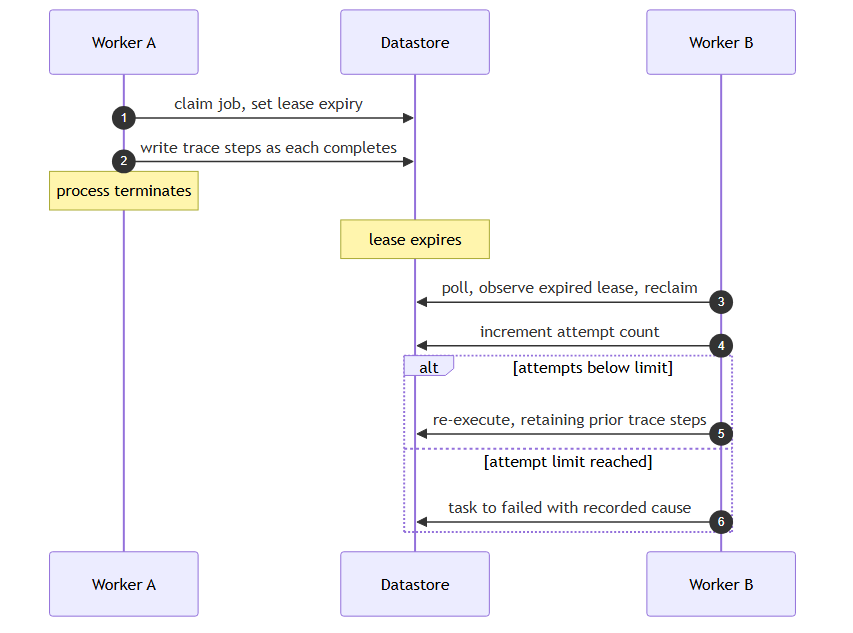 Worker A
Datastore
Worker B
claim job, set lease expiry
1
write trace steps as each completes
2
process terminates
lease expires
poll, observe expired lease, reclaim
3
increment attempt count
4
alt
[attempts below limit]
re-execute, retaining prior trace steps
5
[attempt limit reached]
task to failed with recorded cause
6
Worker A
Datastore
Worker B